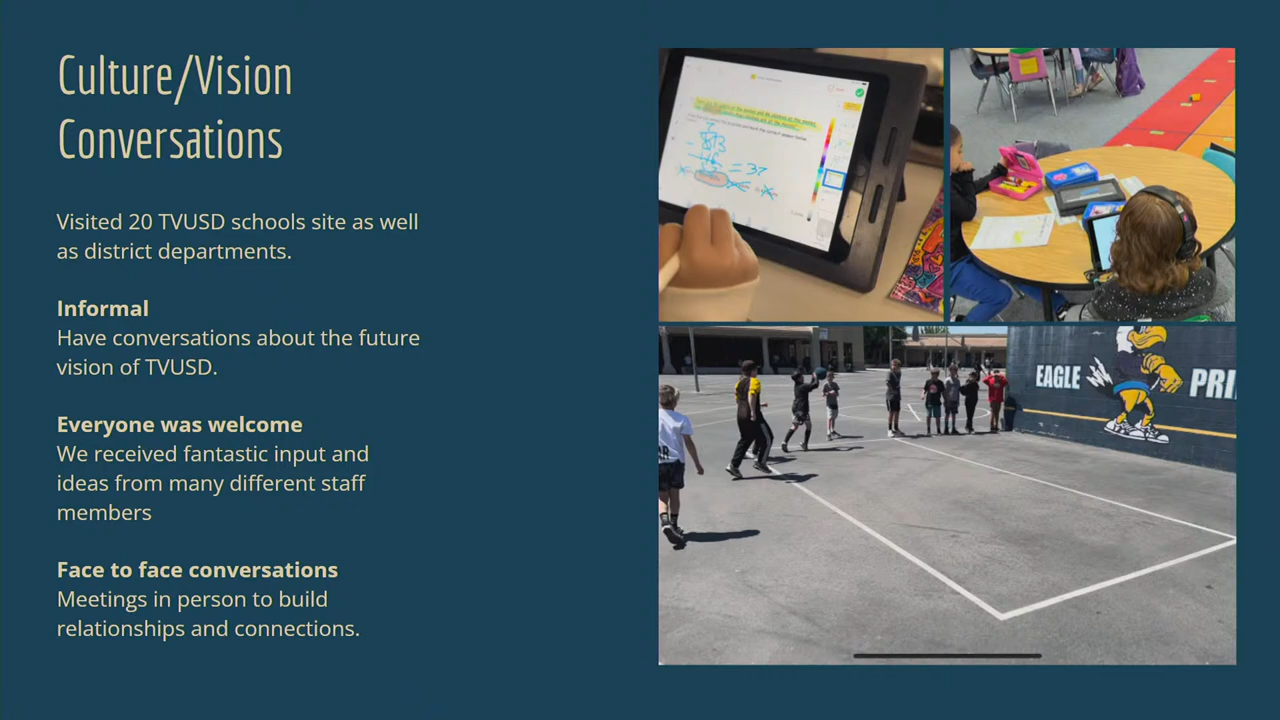 Culture/Vision
Conversations
Visited 20 TVUSD schools site as well
as district departments.
Informal
Have conversations about the future
vision of TVUSD.
Everyone was welcome
We received fantastic input and
ideas from many different staff
members
Face to face conversations
Meetings in person to build
relationships and connections.
= 37
EAGLE PRI